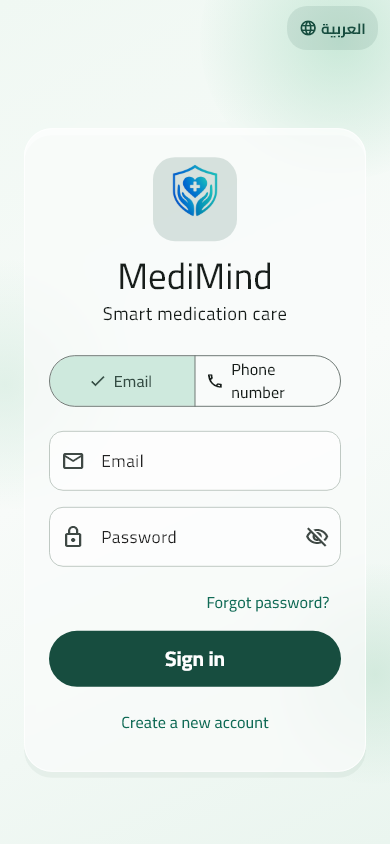 العربية
MediMind
Smart medication care
Email
Phone
number
Email
Password
Forgot password?
Sign in
Create a new account